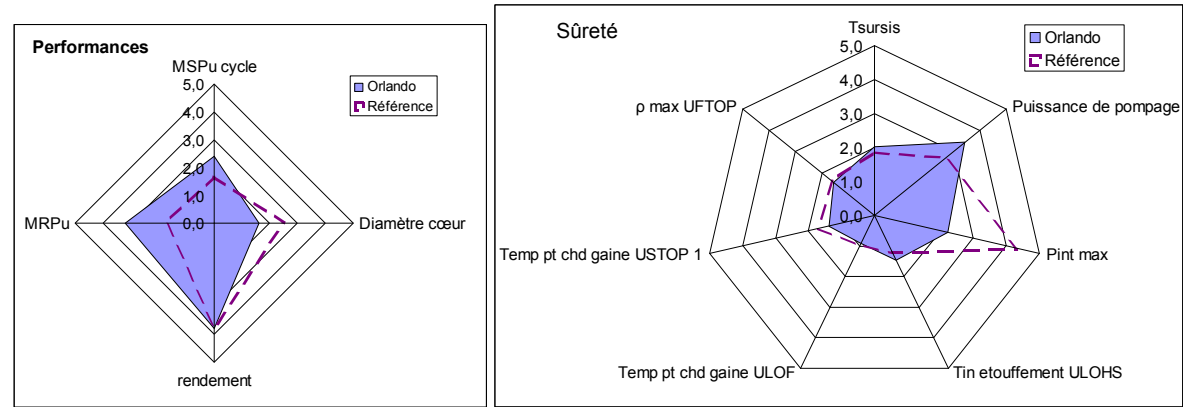 Performances
MSPu cycle
5,0
4,0
3,0
2,0
1,0
0,0
Orlando
Référence
MRPu
Diamètre cœur
rendement
Sûreté
Tsursis
5,0
4,0
3,0
2,0
1,0
0,0
Orlando
Référence
ρ max UFTOP
Puissance de pompage
Temp pt chd gaine USTOP 1
Pint max
Temp pt chd gaine ULOF
Tin etouffement ULOHS